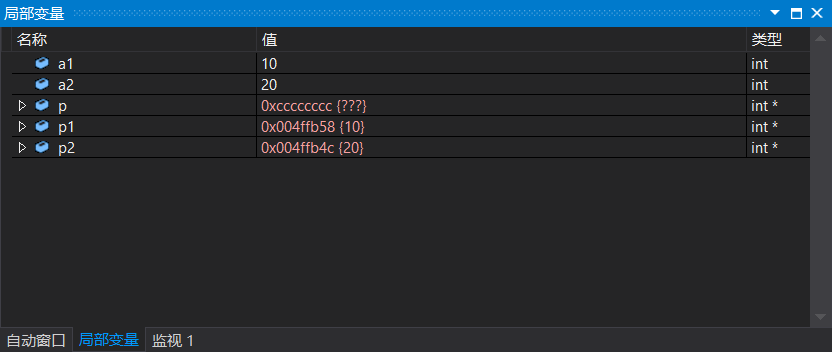 局部变量
名称 值 类型
a1 10 int
a2 20 int
p 0xcccccccc {???} int *
p1 0x004ffb58 {10} int *
p2 0x004ffb4c {20} int *
自动窗口 局部变量 监视 1